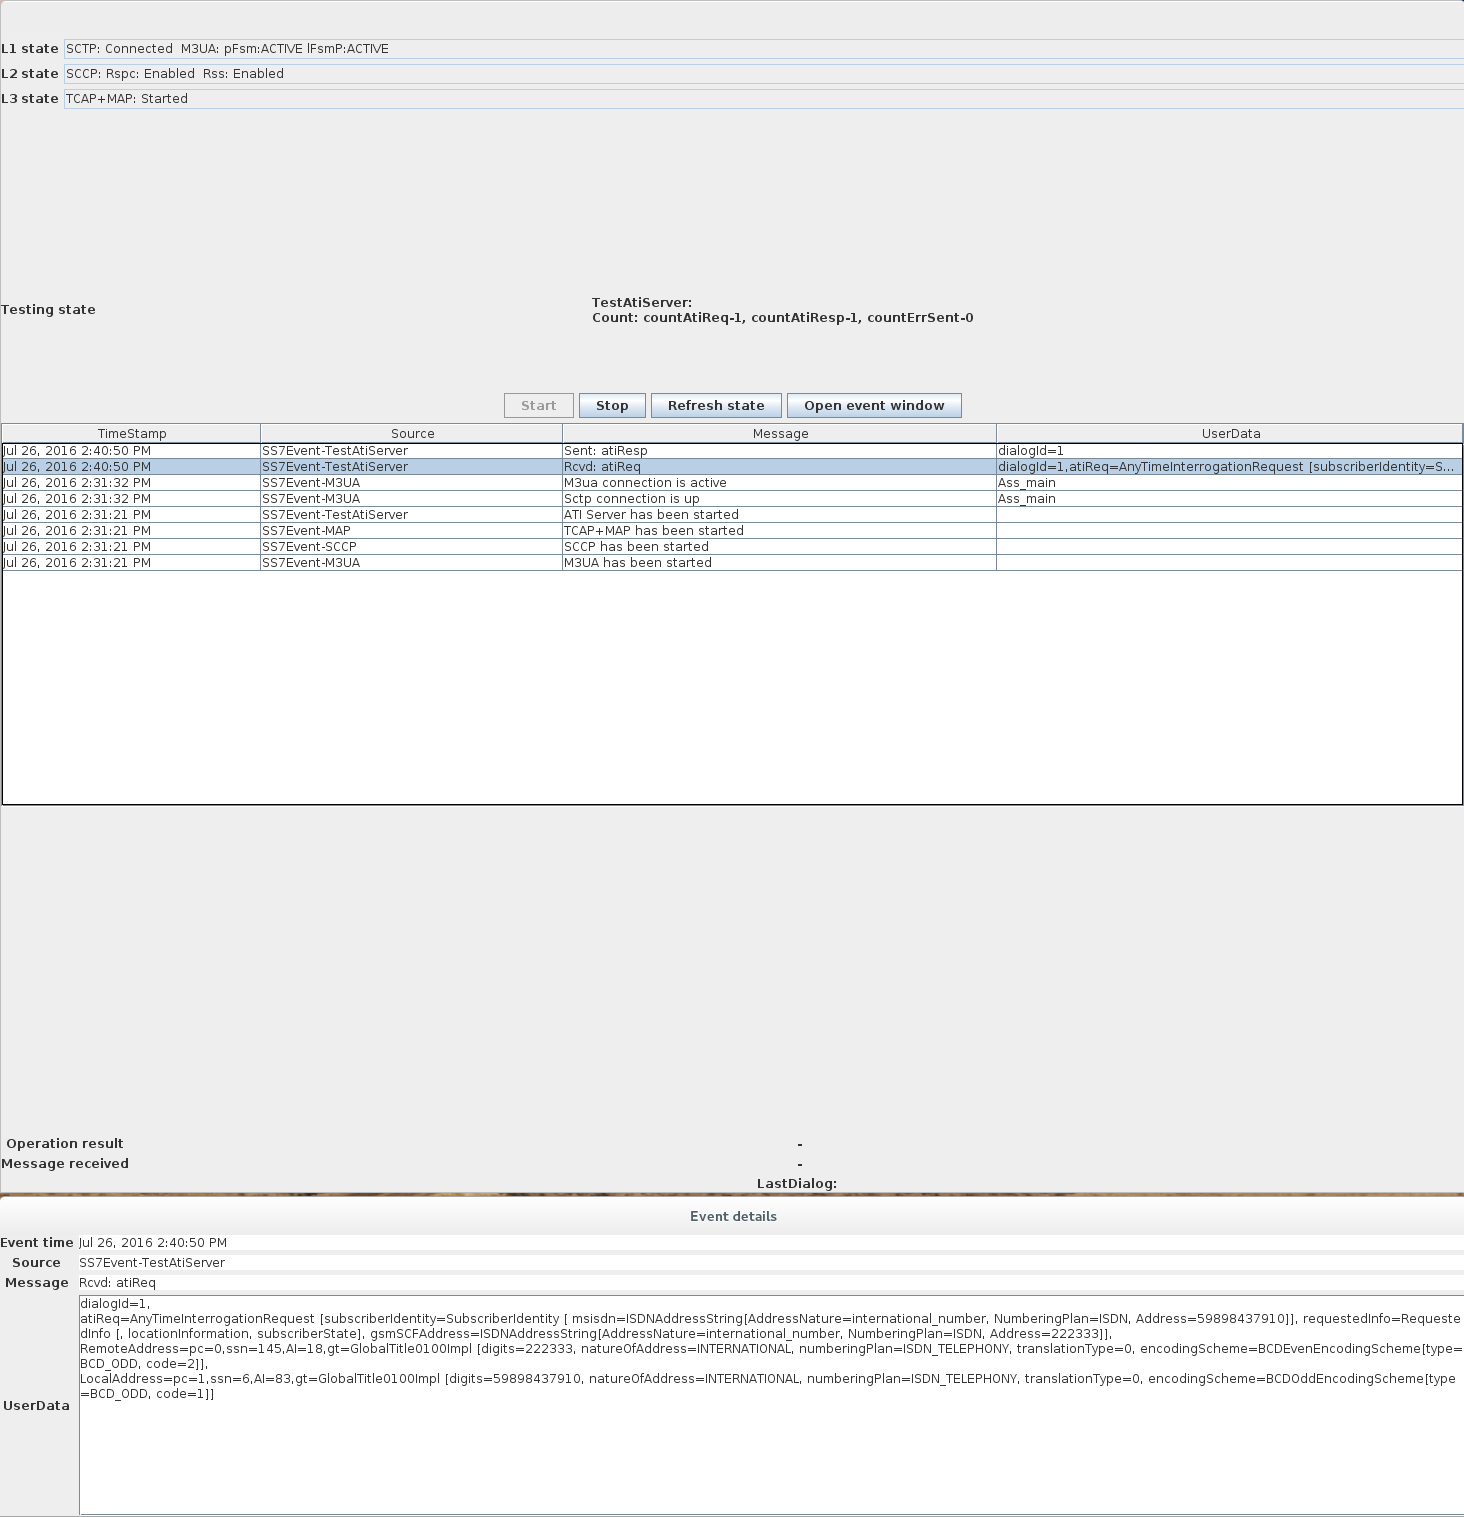 L1 state SCTP: Connected  M3UA: pFsm:ACTIVE lFsmP:ACTIVE
L2 state SCCP: Rspc: Enabled  Rss: Enabled
L3 state TCAP+MAP: Started
TestAtiServer:
Testing state
Count: countAtiReq-1, countAtiResp-1, countErrSent-0
Start Stop Refresh state Open event window
TimeStamp Source Message UserData
Jul 26, 2016 2:40:50 PM SS7Event-TestAtiServer Sent: atiResp dialogId=1
Jul 26, 2016 2:40:50 PM SS7Event-TestAtiServer Rcvd: atiReq dialogId=1,atiReq=AnyTimeInterrogationRequest [subscriberIdentity=S...
Jul 26, 2016 2:31:32 PM SS7Event-M3UA M3ua connection is active Ass_main
Jul 26, 2016 2:31:32 PM SS7Event-M3UA Sctp connection is up Ass_main
Jul 26, 2016 2:31:21 PM SS7Event-TestAtiServer ATI Server has been started
Jul 26, 2016 2:31:21 PM SS7Event-MAP TCAP+MAP has been started
Jul 26, 2016 2:31:21 PM SS7Event-SCCP SCCP has been started
Jul 26, 2016 2:31:21 PM SS7Event-M3UA M3UA has been started
Operation result -
Message received -
LastDialog:
Event details
Event time Jul 26, 2016 2:40:50 PM
Source SS7Event-TestAtiServer
Message Rcvd: atiReq
dialogId=1,
atiReq=AnyTimeInterrogationRequest [subscriberIdentity=SubscriberIdentity [ msisdn=ISDNAddressString[AddressNature=international_number, NumberingPlan=ISDN, Address=59898437910]], requestedInfo=Requeste
dInfo [, locationInformation, subscriberState], gsmSCFAddress=ISDNAddressString[AddressNature=international_number, NumberingPlan=ISDN, Address=222333]],
RemoteAddress=pc=0,ssn=145,AI=18,gt=GlobalTitle0100Impl [digits=222333, natureOfAddress=INTERNATIONAL, numberingPlan=ISDN_TELEPHONY, translationType=0, encodingScheme=BCDEvenEncodingScheme[type=
BCD_ODD, code=2]],
LocalAddress=pc=1,ssn=6,AI=83,gt=GlobalTitle0100Impl [digits=59898437910, natureOfAddress=INTERNATIONAL, numberingPlan=ISDN_TELEPHONY, translationType=0, encodingScheme=BCDOddEncodingScheme[type
=BCD_ODD, code=1]]
UserData